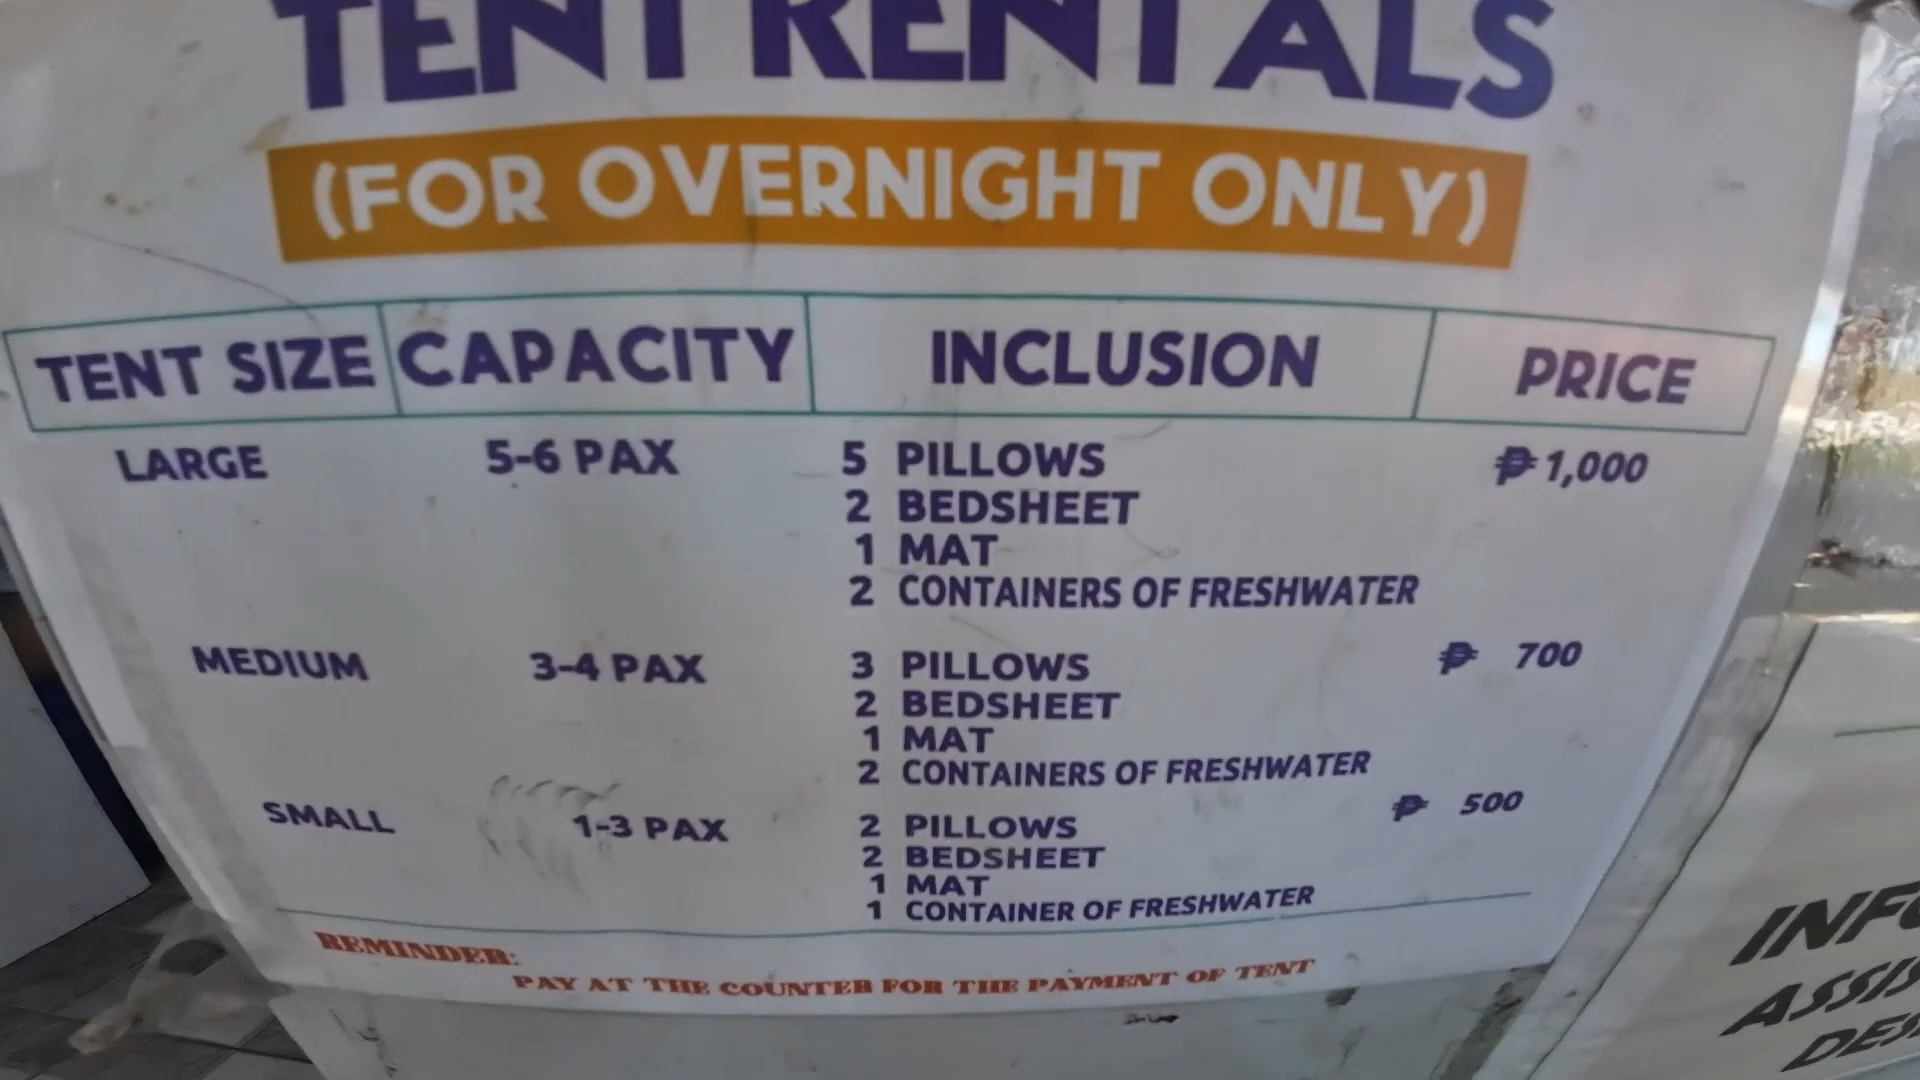 TENT RENTALS
(FOR OVERNIGHT ONLY)
TENT SIZE CAPACITY INCLUSION PRICE
LARGE 5-6 PAX 5 PILLOWS ₱ 1,000
2 BEDSHEET
1 MAT
2 CONTAINERS OF FRESHWATER
MEDIUM 3-4 PAX 3 PILLOWS ₱ 700
2 BEDSHEET
1 MAT
2 CONTAINERS OF FRESHWATER
SMALL 1-3 PAX 2 PILLOWS ₱ 500
2 BEDSHEET
1 MAT
1 CONTAINER OF FRESHWATER
REMINDER:
PAY AT THE COUNTER FOR THE PAYMENT OF TENT